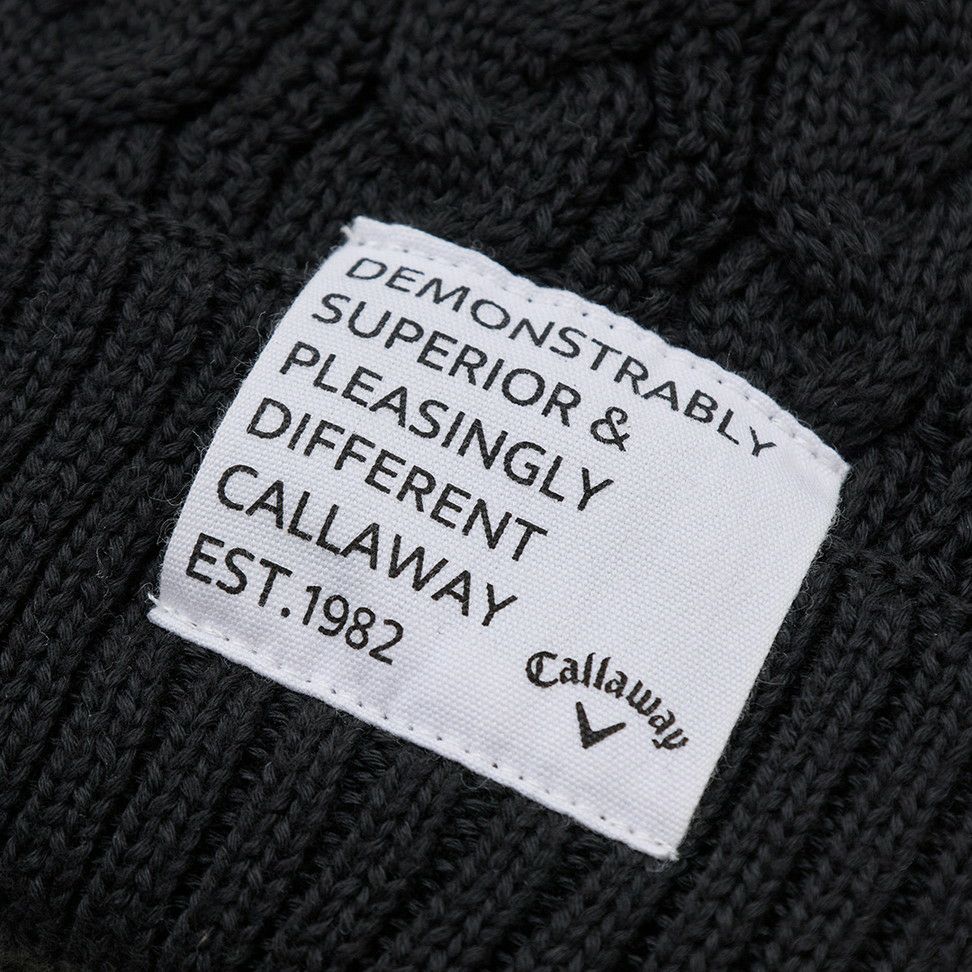 DEMONSTRABLY
SUPERIOR &
PLEASINGLY
DIFFERENT
CALLAWAY
EST.1982
Callaway